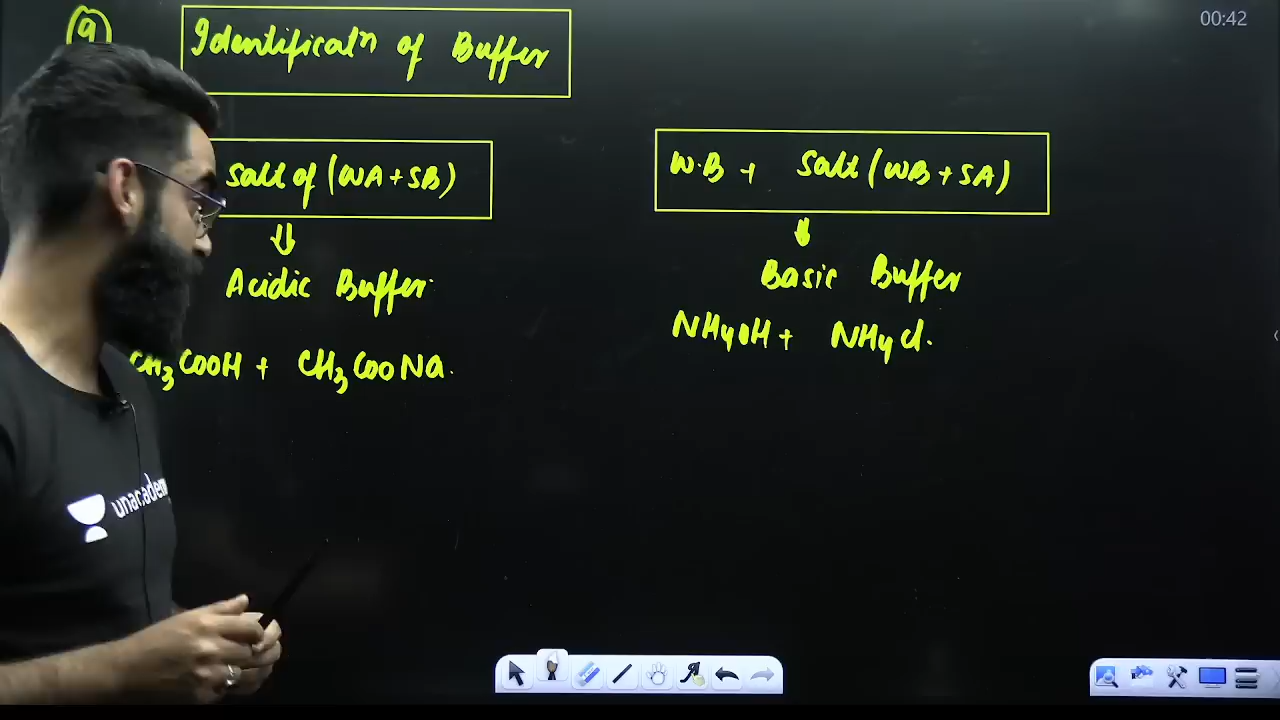 00:42
9
Identificatⁿ of Buffer
Salt of (WA + SB)
W.B + Salt (WB + SA)
Acidic Buffer
Basic Buffer
NH4OH + NH4Cl.
CH3COOH + CH3COONa.
unacademy